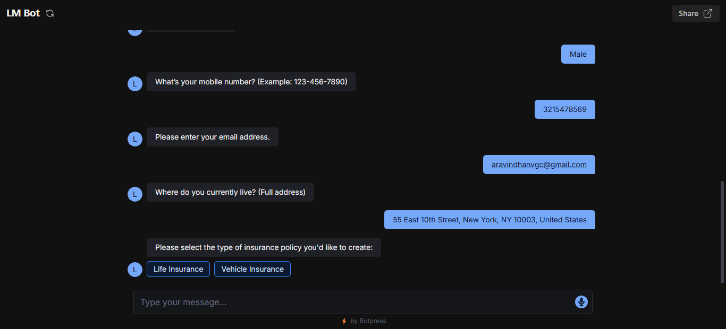 LM Bot
Share
Male
L
What's your mobile number? (Example: 123-456-7890)
3215478569
L
Please enter your email address.
aravindhanvgc@gmail.com
L
Where do you currently live? (Full address)
55 East 10th Street, New York, NY 10003, United States
Please select the type of insurance policy you'd like to create:
L
Life Insurance
Vehicle Insurance
Type your message...
by Botpress